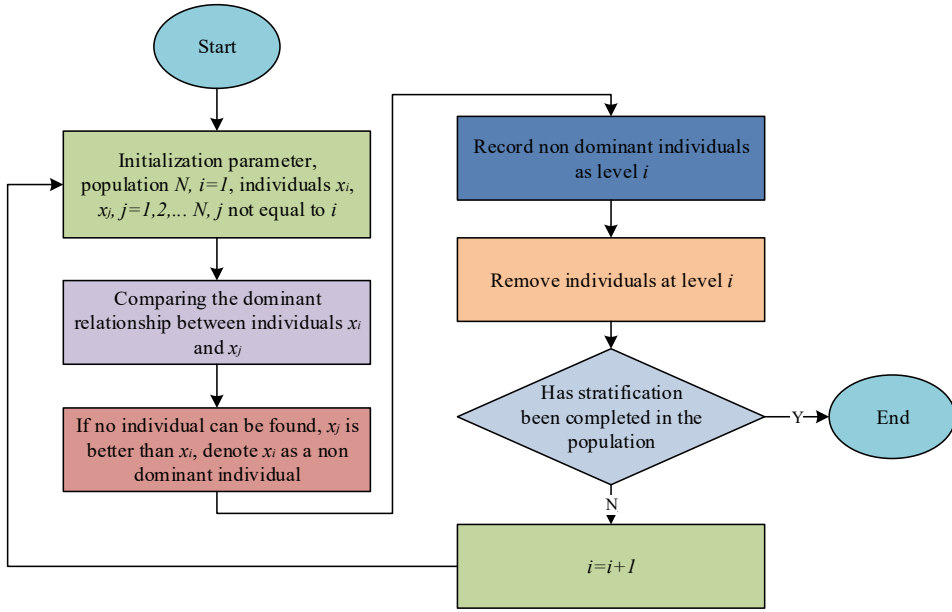 Start
Initialization parameter,
population N, i=1, individuals xi,
xj, j=1,2,... N, j not equal to i
Comparing the dominant
relationship between individuals xi
and xj
If no individual can be found, xj is
better than xi, denote xi as a non
dominant individual
Record non dominant individuals
as level i
Remove individuals at level i
Has stratification
been completed in the
population
Y
End
N
i=i+1